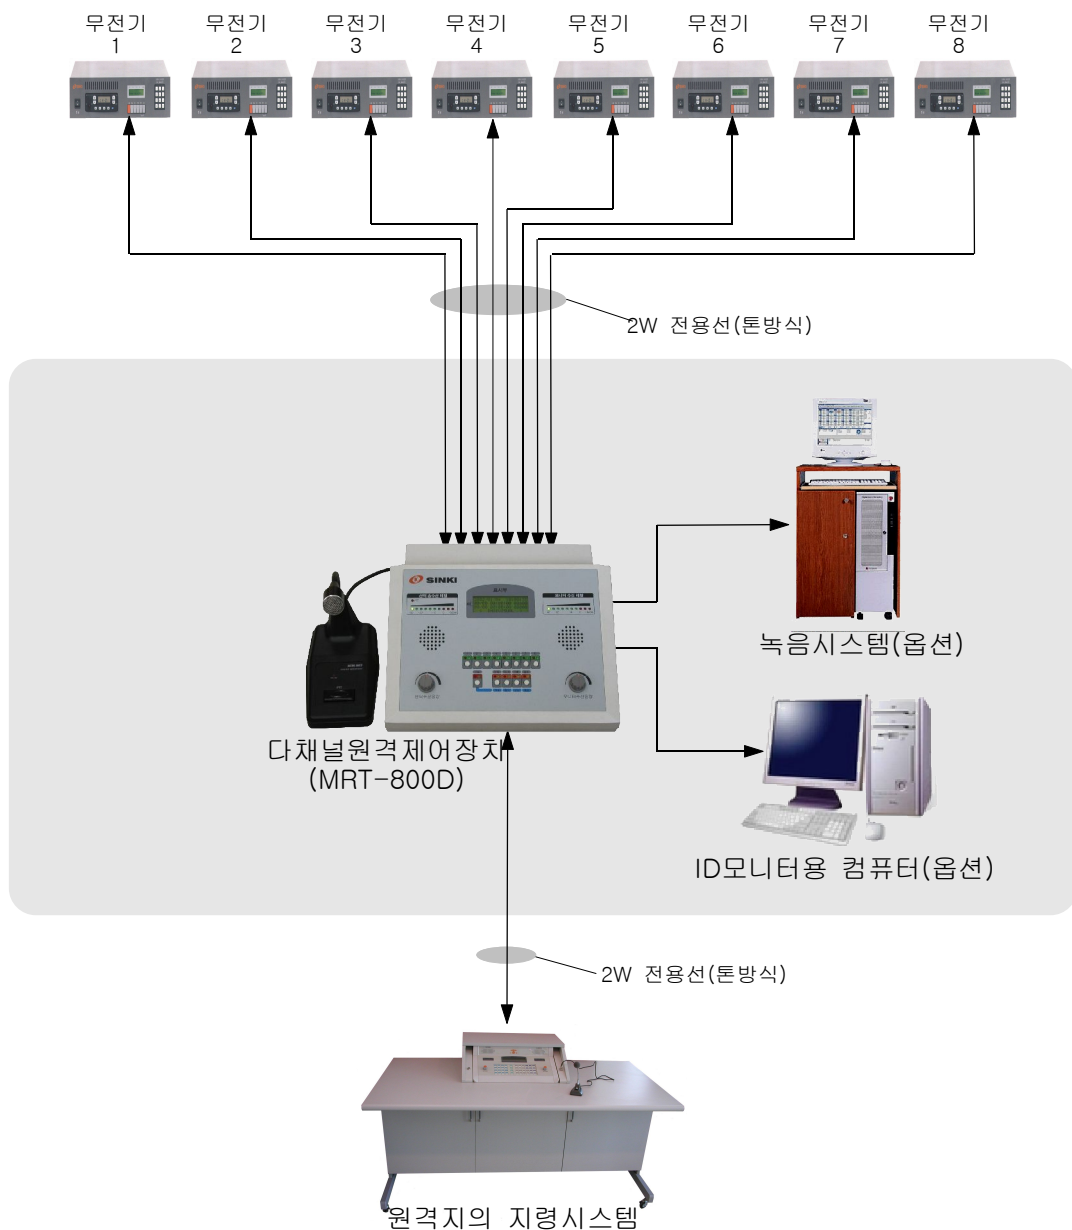 무전기 1
무전기 2
무전기 3
무전기 4
무전기 5
무전기 6
무전기 7
무전기 8
2W 전용선(톤방식)
SINKI
표시창
녹음시스템(옵션)
다채널원격제어장치
(MRT-800D)
ID모니터용 컴퓨터(옵션)
2W 전용선(톤방식)
원격지의 지령시스템